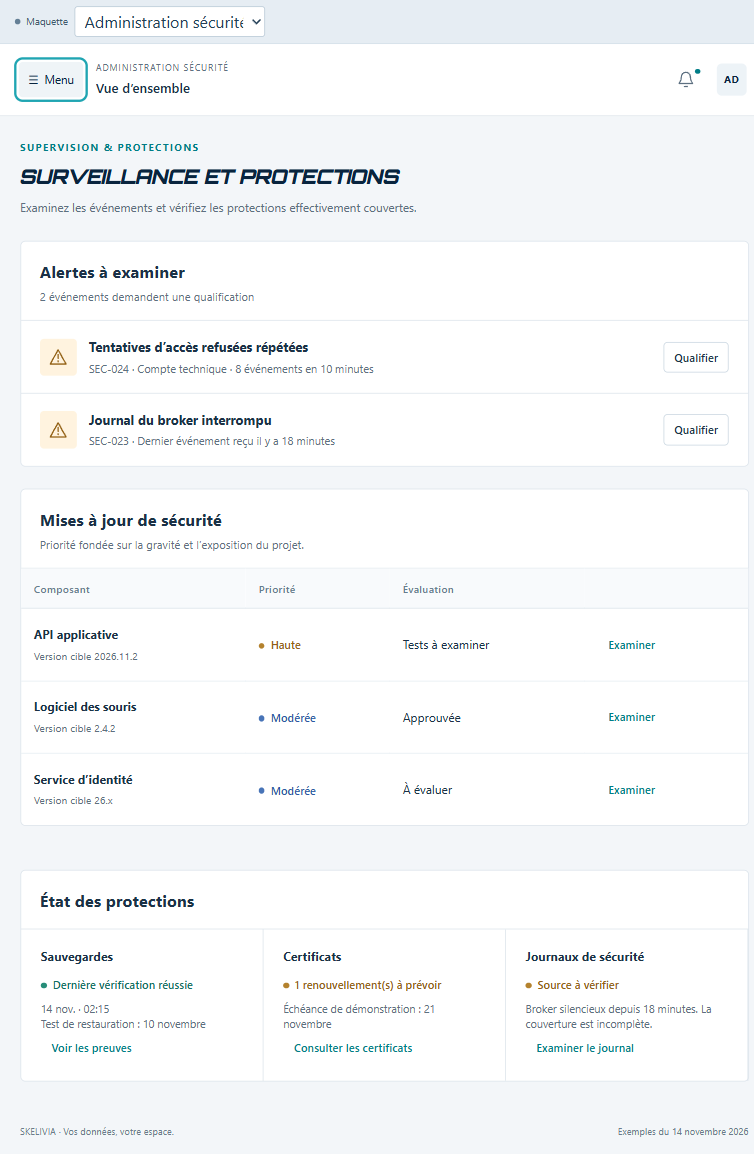 Maquette Administration sécurité
☰ Menu
ADMINISTRATION SÉCURITÉ
Vue d’ensemble
AD
SUPERVISION & PROTECTIONS
SURVEILLANCE ET PROTECTIONS
Examinez les événements et vérifiez les protections effectivement couvertes.
Alertes à examiner
2 événements demandent une qualification
Tentatives d’accès refusées répétées
SEC-024 · Compte technique · 8 événements en 10 minutes
Qualifier
Journal du broker interrompu
SEC-023 · Dernier événement reçu il y a 18 minutes
Qualifier
Mises à jour de sécurité
Priorité fondée sur la gravité et l’exposition du projet.
Composant Priorité Évaluation
API applicative
Version cible 2026.11.2
Haute
Tests à examiner
Examiner
Logiciel des souris
Version cible 2.4.2
Modérée
Approuvée
Examiner
Service d’identité
Version cible 26.x
Modérée
À évaluer
Examiner
État des protections
Sauvegardes
Dernière vérification réussie
14 nov. · 02:15
Test de restauration : 10 novembre
Voir les preuves
Certificats
1 renouvellement(s) à prévoir
Échéance de démonstration : 21
novembre
Consulter les certificats
Journaux de sécurité
Source à vérifier
Broker silencieux depuis 18 minutes. La
couverture est incomplète.
Examiner le journal
SKELIVIA · Vos données, votre espace.
Exemples du 14 novembre 2026